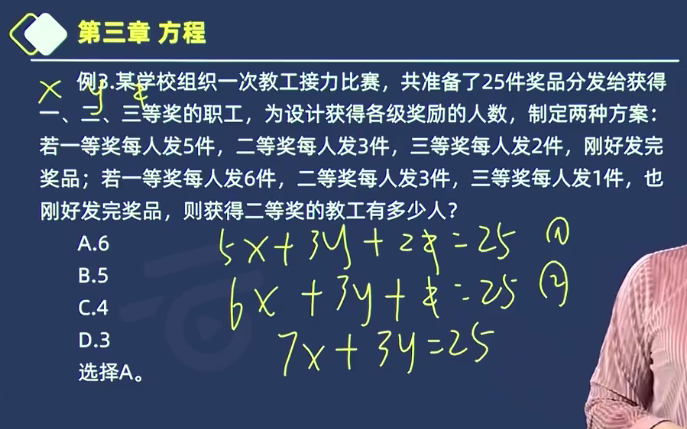 第三章 方程
例3.某学校组织一次教工接力比赛，共准备了25件奖品分发给获得
x y z
一、二、三等奖的职工，为设计获得各级奖励的人数，制定两种方案：
若一等奖每人发5件，二等奖每人发3件，三等奖每人发2件，刚好发完
奖品；若一等奖每人发6件，二等奖每人发3件，三等奖每人发1件，也
刚好发完奖品，则获得二等奖的教工有多少人？
A.6
5x+3y+2z=25 ①
B.5
6x+3y+z=25 ②
C.4
7x+3y=25
D.3
选择A。